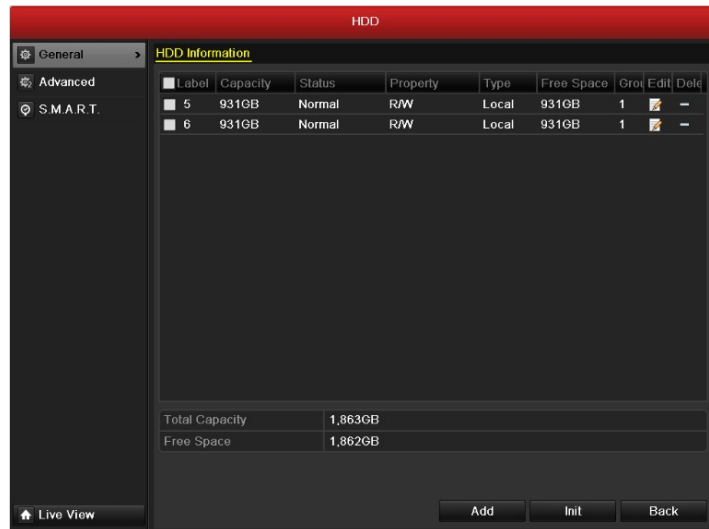 HDD
General
Advanced
S.M.A.R.T.
Live View
HDD Information
Label Capacity Status Property Type Free Space Grou Edit Dele
5 931GB Normal R/W Local 931GB 1 –
6 931GB Normal R/W Local 931GB 1 –
Total Capacity 1,863GB
Free Space 1,862GB
Add Init Back